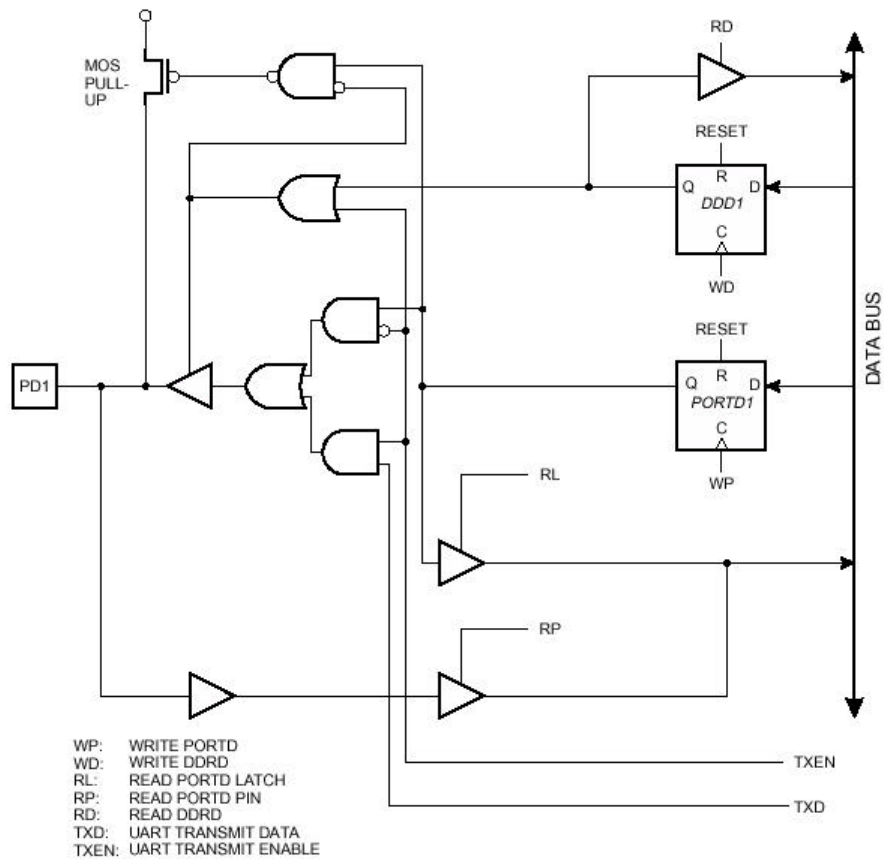 RD
MOS
PULL-
UP
RESET
R
Q
D
DDD1
C
WD
RESET
R
Q
D
PORTD1
C
WP
DATA BUS
PD1
RL
RP
WP: WRITE PORTD
WD: WRITE DDRD
RL: READ PORTD LATCH
RP: READ PORTD PIN
RD: READ DDRD
TXD: UART TRANSMIT DATA
TXEN: UART TRANSMIT ENABLE
TXEN
TXD